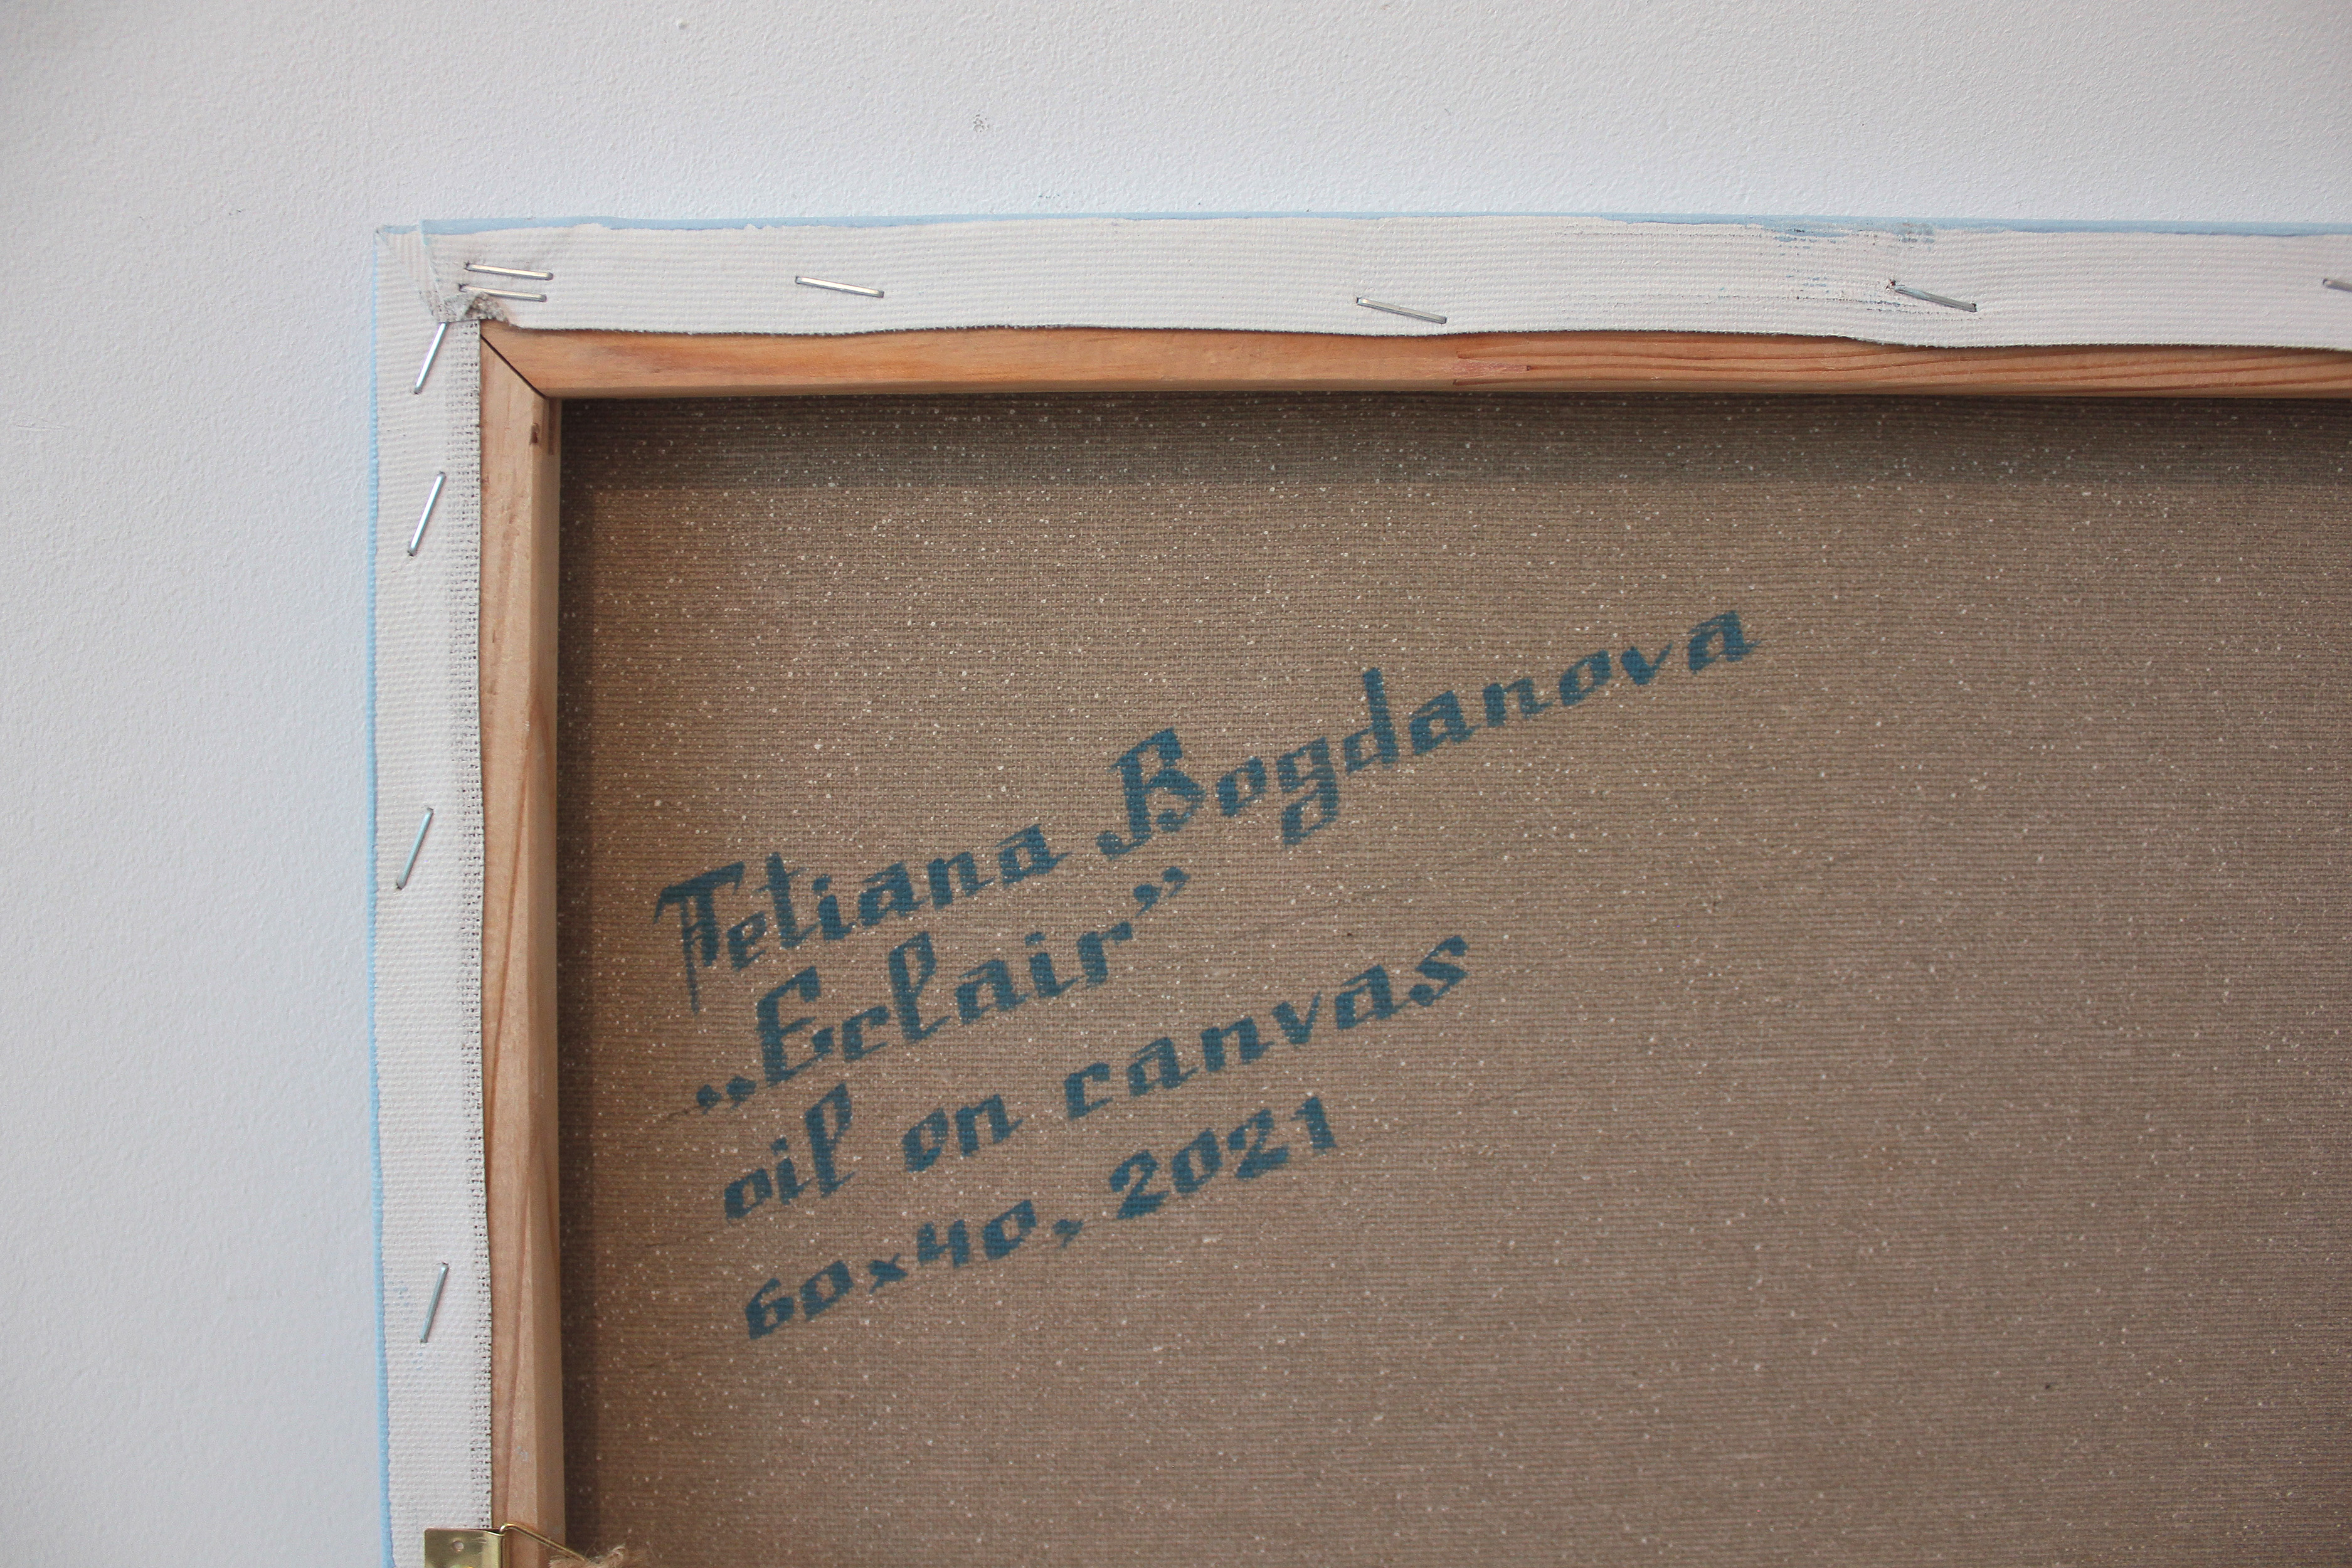 Tetiana Bogdanova
„Eclair”
oil on canvas
60x40, 2021